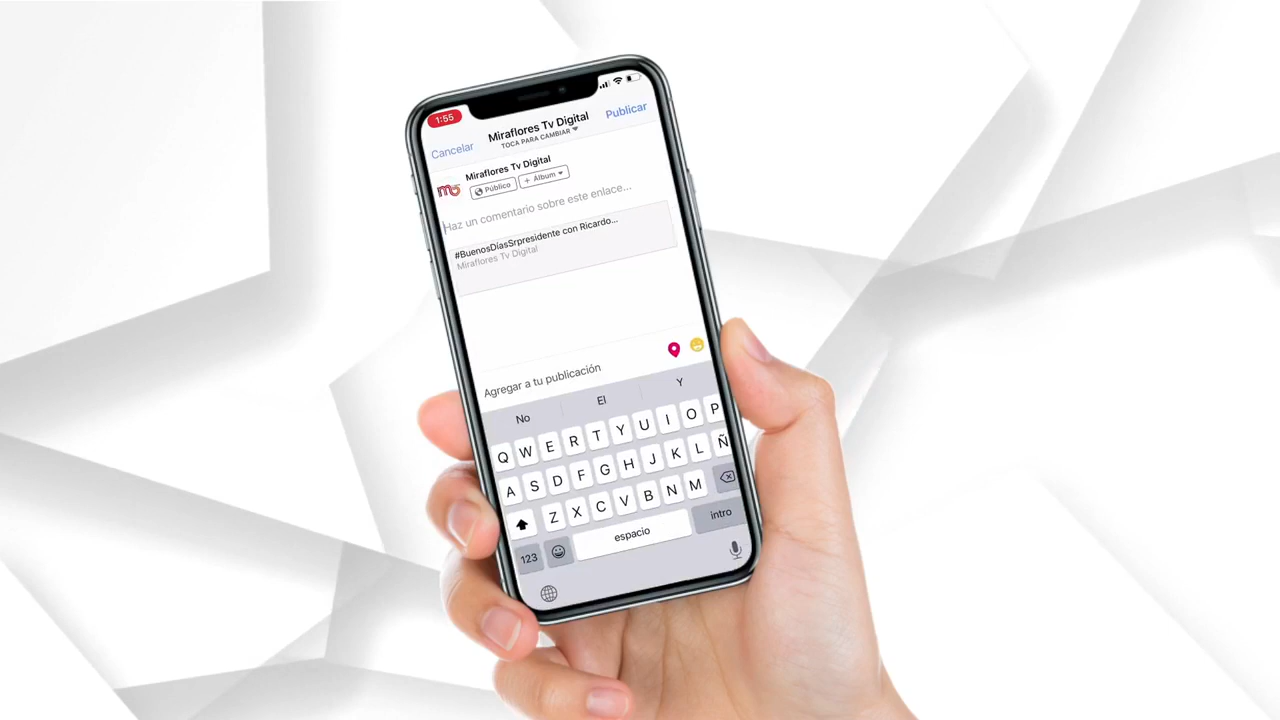 1:55
Cancelar
Miraflores Tv Digital
TOCA PARA CAMBIAR
Publicar
Miraflores Tv Digital
Público
+ Álbum
Haz un comentario sobre este enlace...
#BuenosDíasSrpresidente con Ricardo...
Miraflores Tv Digital
Agregar a tu publicación
No El Y
Q W E R T Y U I O P
A S D F G H J K L Ñ
Z X C V B N M
123 espacio intro